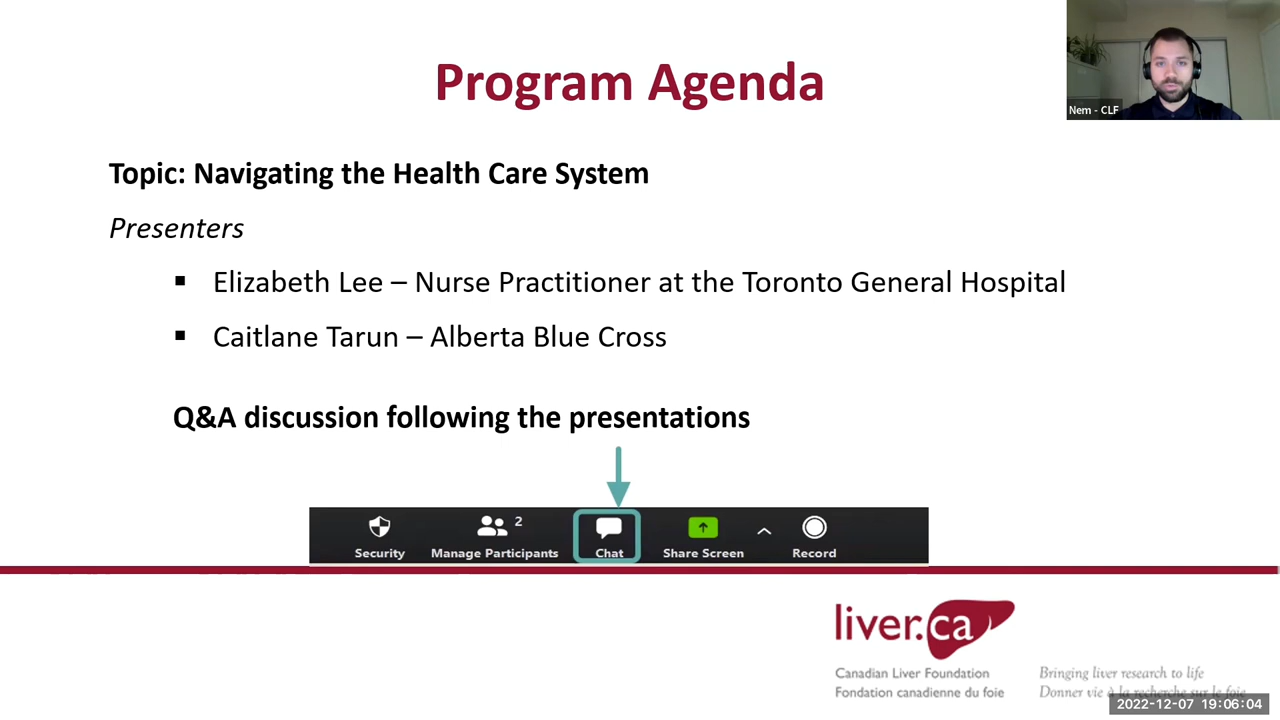 Program Agenda
Nem - CLF
Topic: Navigating the Health Care System
Presenters
▪ Elizabeth Lee – Nurse Practitioner at the Toronto General Hospital
▪ Caitlane Tarun – Alberta Blue Cross
Q&A discussion following the presentations
2
Security Manage Participants Chat Share Screen Record
liver.ca
Canadian Liver Foundation Bringing liver research to life
Fondation canadienne du foie Donner vie à la recherche sur le foie
2022-12-07 19:06:04